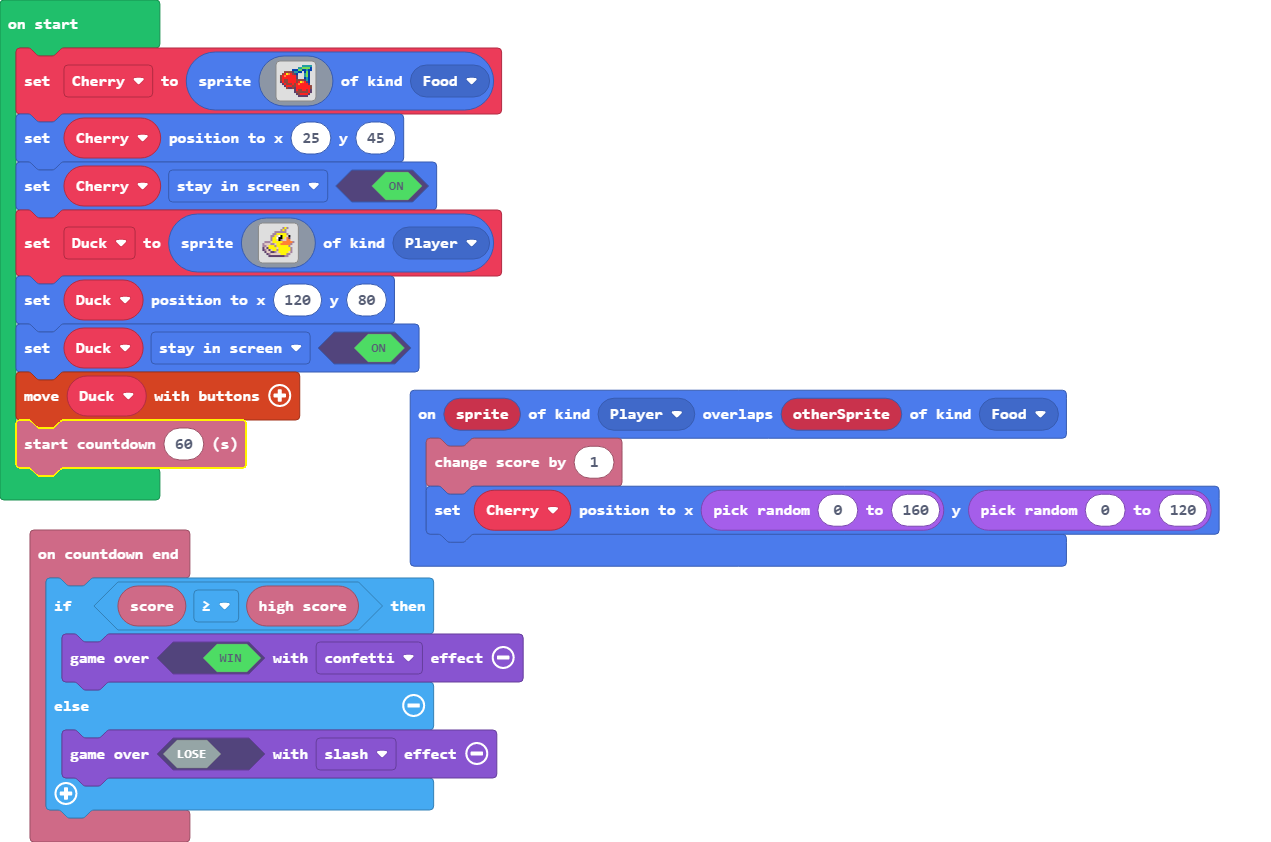 on start
set Cherry to sprite of kind Food
set Cherry position to x 25 y 45
set Cherry stay in screen ON
set Duck to sprite of kind Player
set Duck position to x 120 y 80
set Duck stay in screen ON
move Duck with buttons
start countdown 60 (s)
on sprite of kind Player overlaps otherSprite of kind Food
change score by 1
set Cherry position to x pick random 0 to 160 y pick random 0 to 120
on countdown end
if score ≥ high score then
game over WIN with confetti effect
else
game over LOSE with slash effect